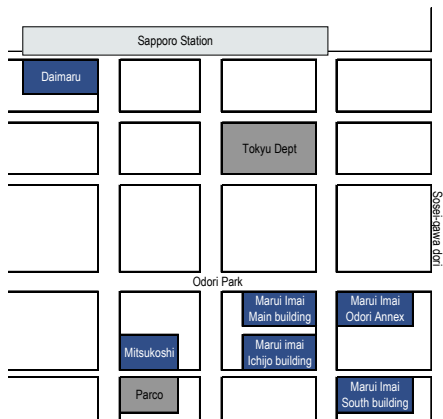 Sapporo Station
Daimaru
Tokyu Dept
Sosei-gawa dori
Odori Park
Marui Imai
Main building
Marui Imai
Odori Annex
Mitsukoshi
Marui imai
Ichijo building
Parco
Marui Imai
South building